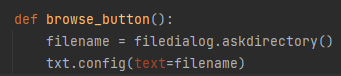 def browse_button():
    filename = filedialog.askdirectory()
    txt.config(text=filename)